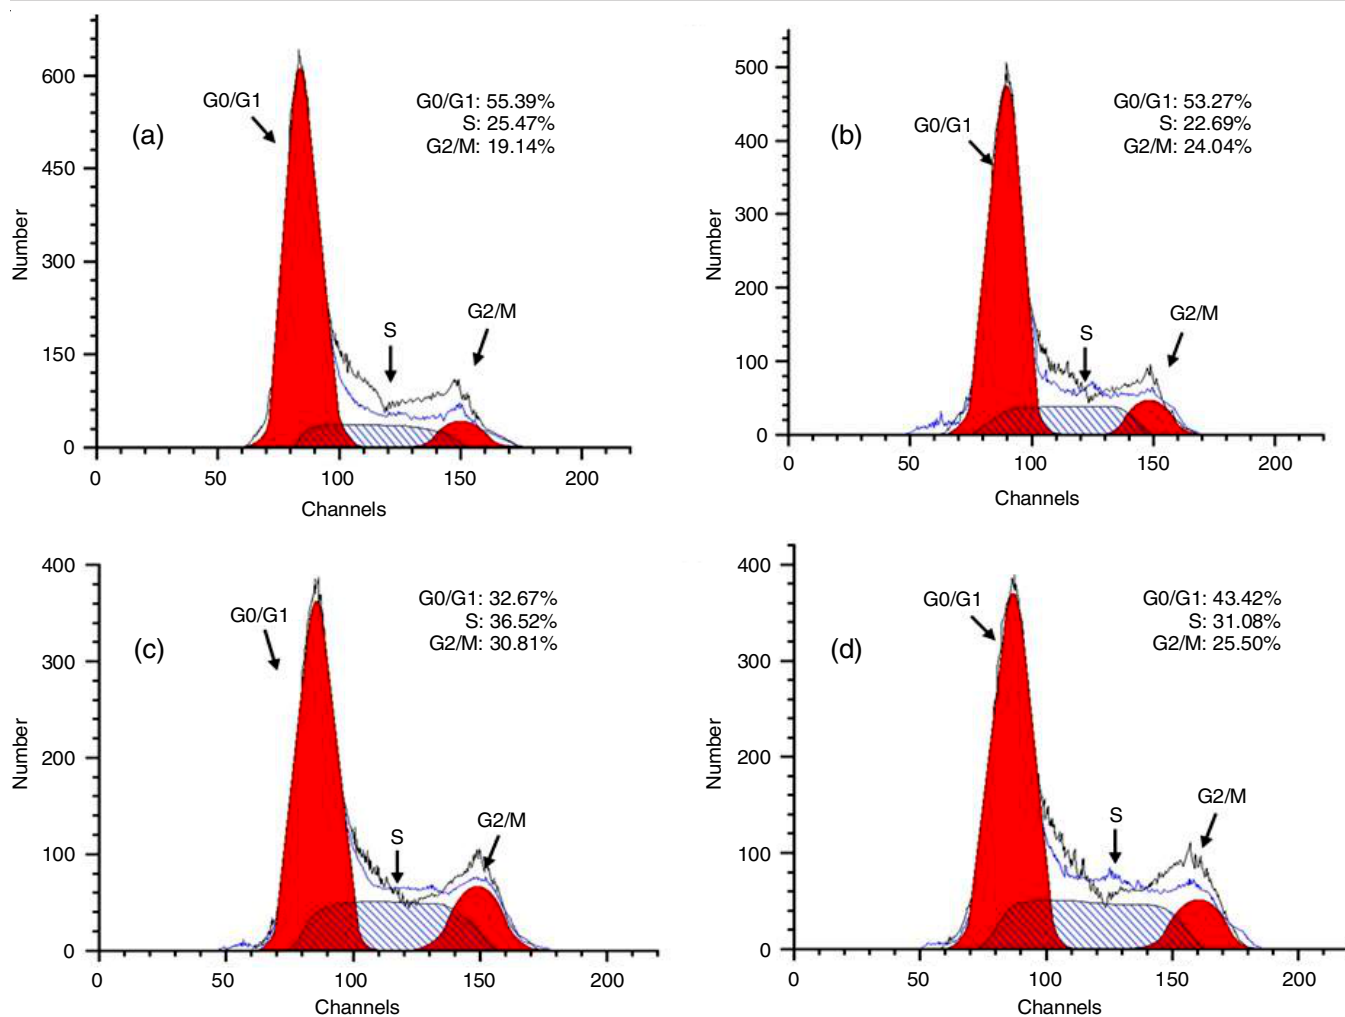 (a)
G0/G1
G0/G1: 55.39%
S: 25.47%
G2/M: 19.14%
S
G2/M
Number
600
450
300
150
0
0 50 100 150 200
Channels
(b)
G0/G1
G0/G1: 53.27%
S: 22.69%
G2/M: 24.04%
S
G2/M
Number
500
400
300
200
100
0
0 50 100 150 200
Channels
(c)
G0/G1
G0/G1: 32.67%
S: 36.52%
G2/M: 30.81%
S
G2/M
Number
400
300
200
100
0
0 50 100 150 200
Channels
(d)
G0/G1
G0/G1: 43.42%
S: 31.08%
G2/M: 25.50%
S
G2/M
Number
400
300
200
100
0
0 50 100 150 200
Channels